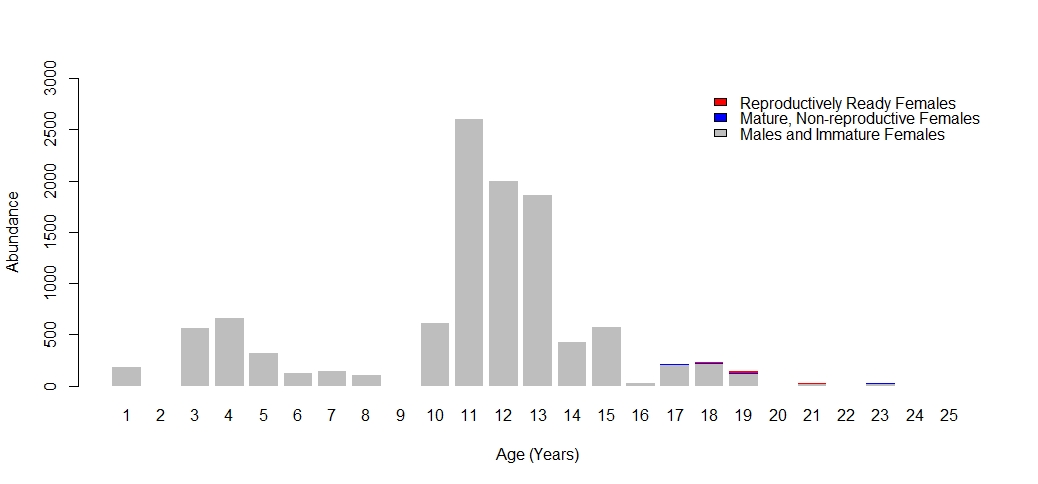 3000
2500
2000
1500
1000
500
0
Abundance
Reproductively Ready Females
Mature, Non-reproductive Females
Males and Immature Females
1 2 3 4 5 6 7 8 9 10 11 12 13 14 15 16 17 18 19 20 21 22 23 24 25
Age (Years)